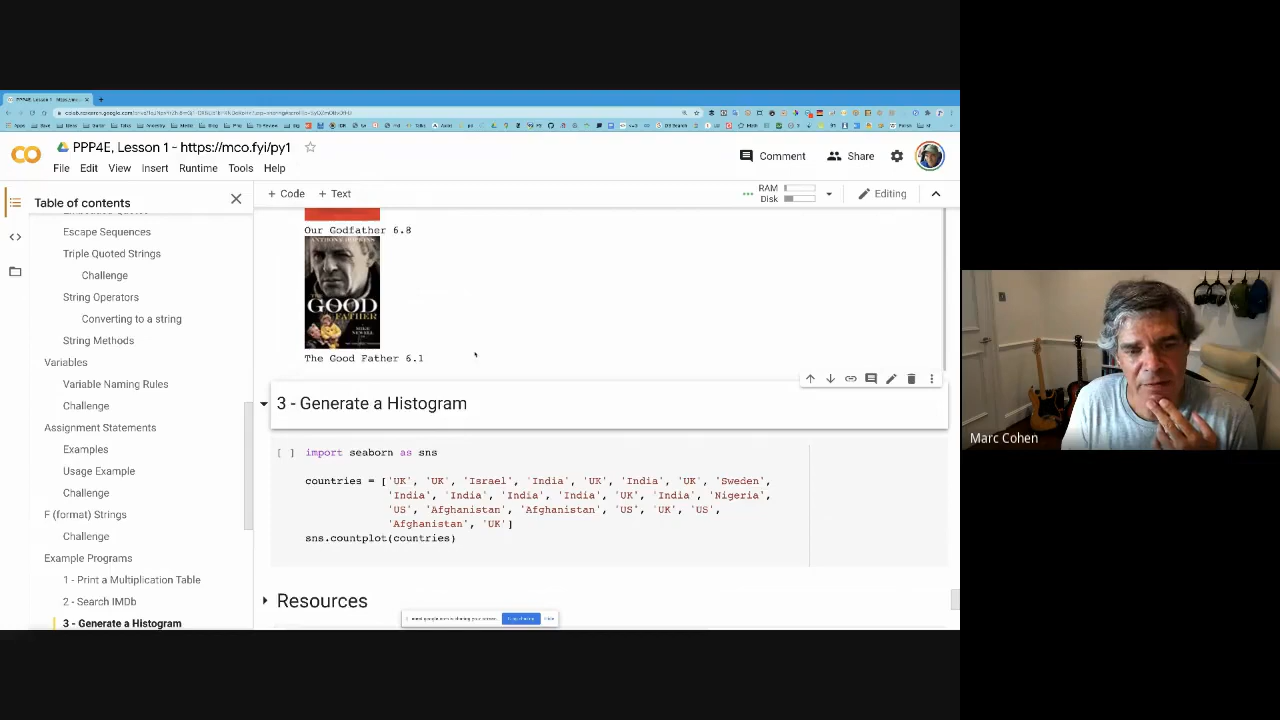 PPP4E, Lesson 1 - https://mco.fyi/py1
File Edit View Insert Runtime Tools Help
Comment
Share
Table of contents
+ Code + Text
RAM
Disk
Editing
Escape Sequences
Triple Quoted Strings
Challenge
String Operators
Converting to a string
String Methods
Variables
Variable Naming Rules
Challenge
Assignment Statements
Examples
Usage Example
Challenge
F (format) Strings
Challenge
Example Programs
1 - Print a Multiplication Table
2 - Search IMDb
3 - Generate a Histogram
Our Godfather 6.8
ANTHONY HOPKINS
THE
GOOD
FATHER
MIKE
NEWELL
The Good Father 6.1
3 - Generate a Histogram
[ ] import seaborn as sns
countries = ['UK', 'UK', 'Israel', 'India', 'UK', 'India', 'UK', 'Sweden',
'India', 'India', 'India', 'India', 'UK', 'India', 'Nigeria',
'US', 'Afghanistan', 'Afghanistan', 'US', 'UK', 'US',
'Afghanistan', 'UK']
sns.countplot(countries)
Resources
Marc Cohen